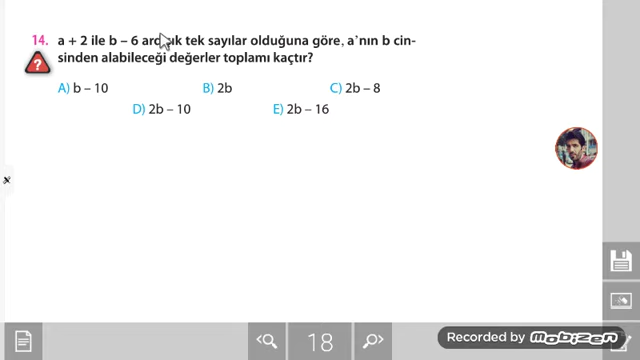 14. a + 2 ile b – 6 ardışık tek sayılar olduğuna göre, a'nın b cin-
sinden alabileceği değerler toplamı kaçtır?
?
A) b – 10 B) 2b C) 2b – 8
D) 2b – 10 E) 2b – 16
18
Recorded by Mobizen